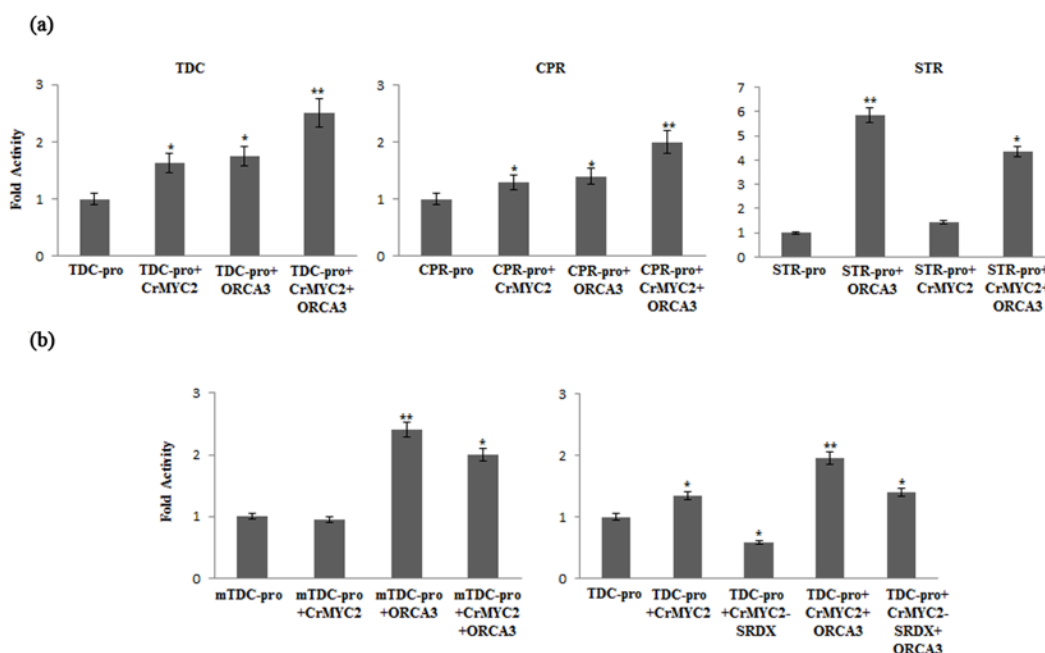 (a)
TDC
CPR
STR
Fold Activity
3
2
1
0
*
*
**
TDC-pro
TDC-pro+
CrMYC2
TDC-pro+
ORCA3
TDC-pro+
CrMYC2+
ORCA3
3
2
1
0
*
*
**
CPR-pro
CPR-pro+
CrMYC2
CPR-pro+
ORCA3
CPR-pro+
CrMYC2+
ORCA3
7
6
5
4
3
2
1
0
**
*
STR-pro
STR-pro+
ORCA3
STR-pro+
CrMYC2
STR-pro+
CrMYC2+
ORCA3
(b)
Fold Activity
3
2
1
0
**
*
mTDC-pro
mTDC-pro
+CrMYC2
mTDC-pro
+ORCA3
mTDC-pro
+CrMYC2
+ORCA3
3
2
1
0
*
*
**
*
TDC-pro
TDC-pro
+CrMYC2
TDC-pro
+CrMYC2-
SRDX
TDC-pro+
CrMYC2+
ORCA3
TDC-pro+
CrMYC2-
SRDX+
ORCA3